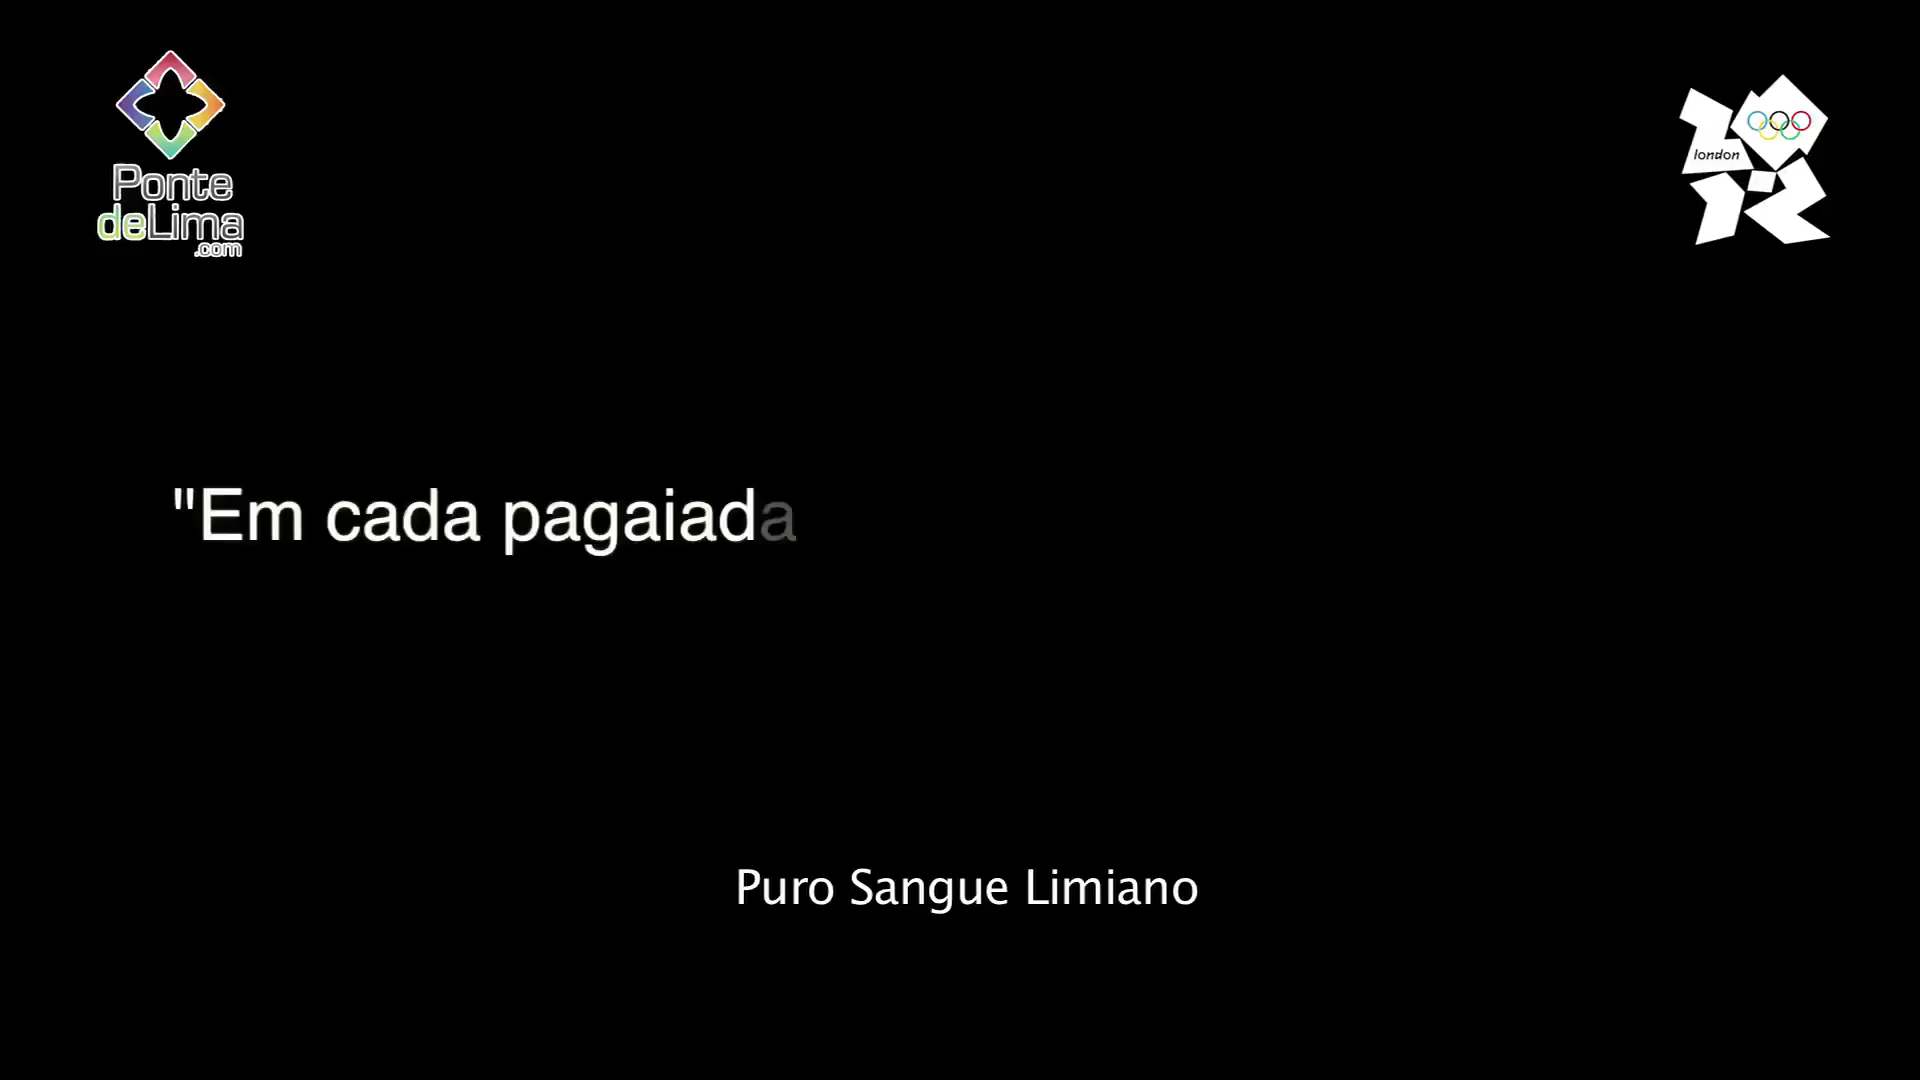 Ponte
deLima
.com
london
"Em cada pagaiada
Puro Sangue Limiano